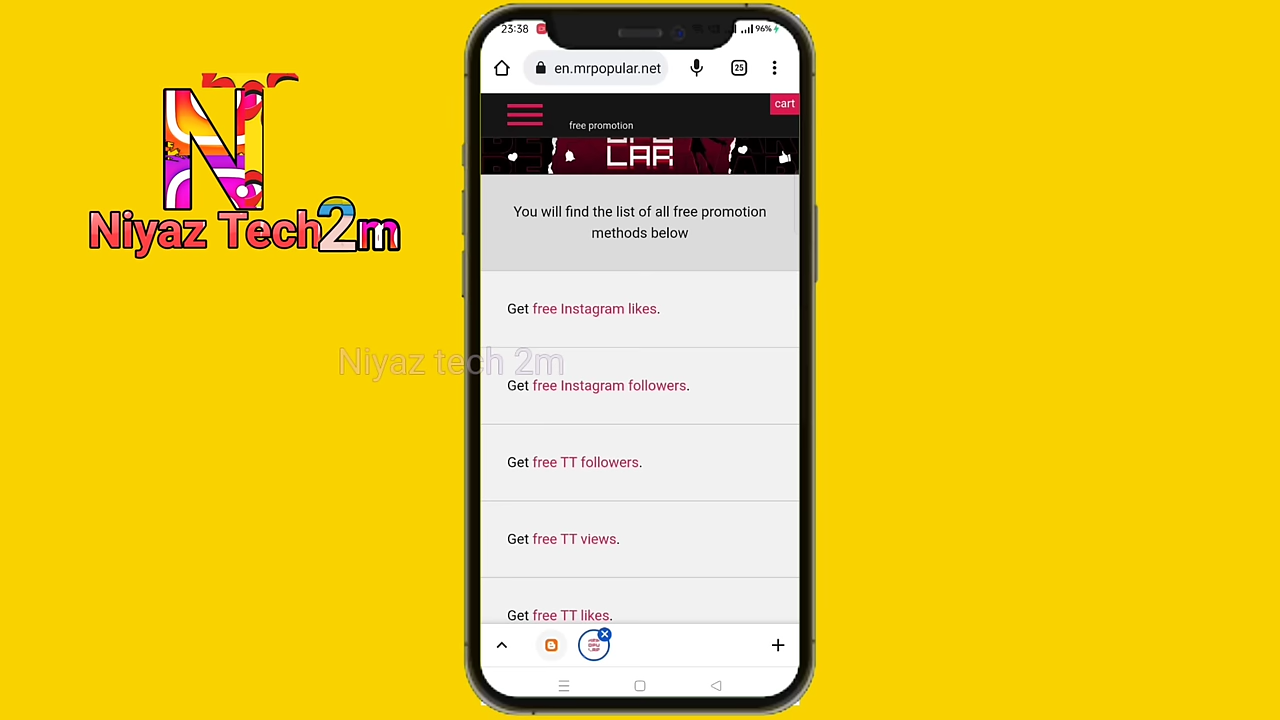 23:38
96%
en.mrpopular.net
25
cart
free promotion
LAR
You will find the list of all free promotion
methods below
Get free Instagram likes.
Get free Instagram followers.
Get free TT followers.
Get free TT views.
Get free TT likes.
N
Niyaz Tech2m
Niyaz tech 2m